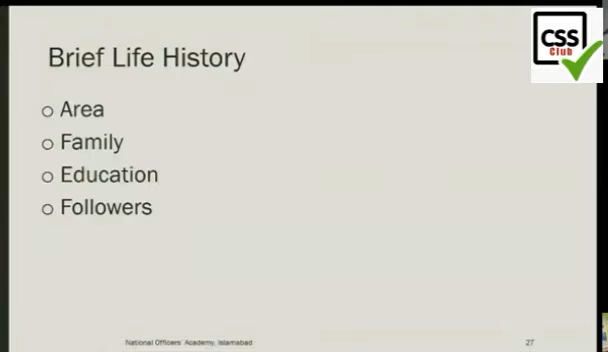 Brief Life History
CSS
Club
○ Area
○ Family
○ Education
○ Followers
National Officers' Academy, Islamabad
27